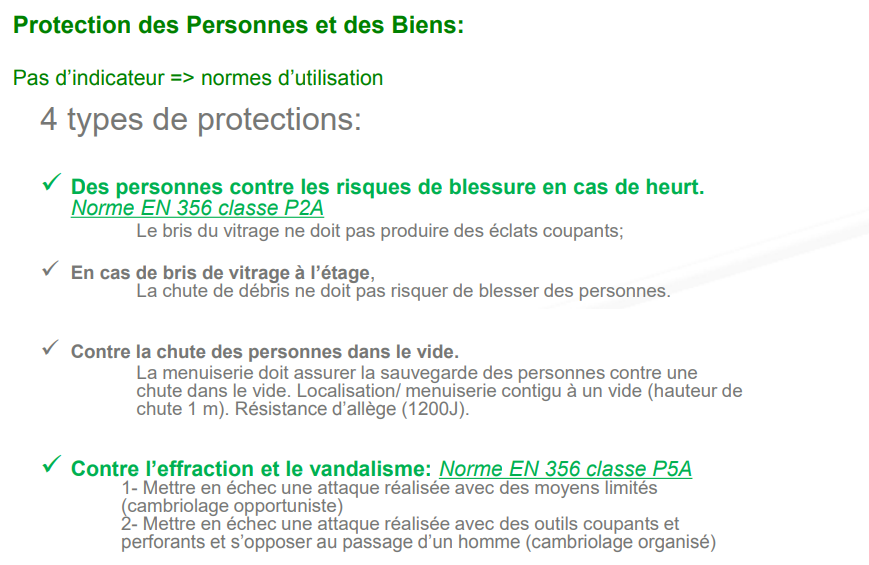 Protection des Personnes et des Biens:
Pas d’indicateur => normes d’utilisation
4 types de protections:
✓ Des personnes contre les risques de blessure en cas de heurt.
Norme EN 356 classe P2A
Le bris du vitrage ne doit pas produire des éclats coupants;
✓ En cas de bris de vitrage à l’étage,
La chute de débris ne doit pas risquer de blesser des personnes.
✓ Contre la chute des personnes dans le vide.
La menuiserie doit assurer la sauvegarde des personnes contre une
chute dans le vide. Localisation/ menuiserie contigu à un vide (hauteur de
chute 1 m). Résistance d’allège (1200J).
✓ Contre l’effraction et le vandalisme: Norme EN 356 classe P5A
1- Mettre en échec une attaque réalisée avec des moyens limités
(cambriolage opportuniste)
2- Mettre en échec une attaque réalisée avec des outils coupants et
perforants et s’opposer au passage d’un homme (cambriolage organisé)